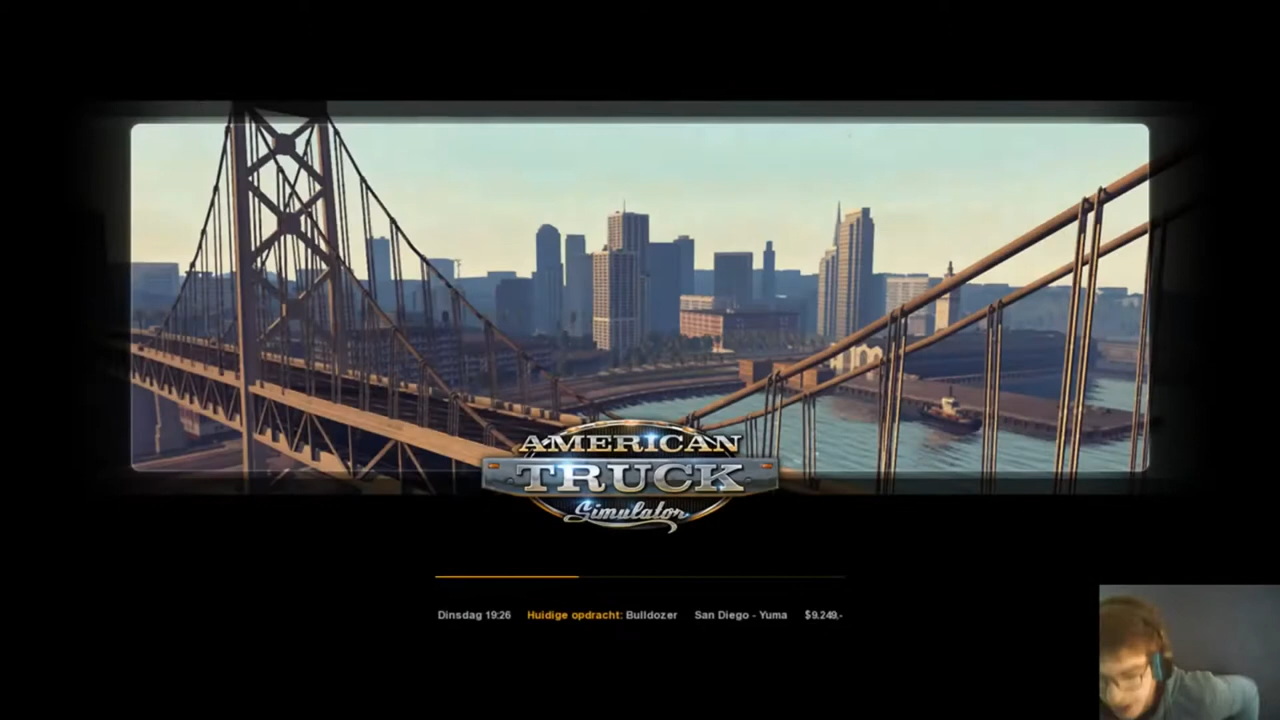 AMERICAN
TRUCK
Simulator
Dinsdag 19:26 Huidige opdracht: Bulldozer San Diego - Yuma $9.249,-